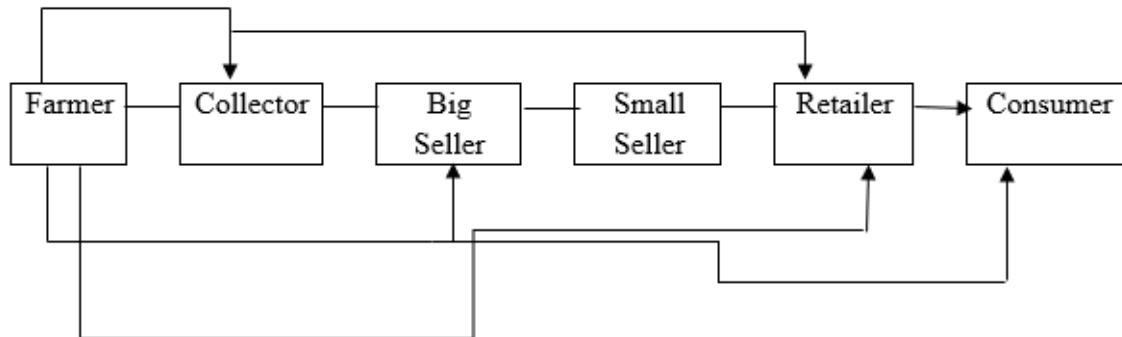 Farmer
Collector
Big
Seller
Small
Seller
Retailer
Consumer